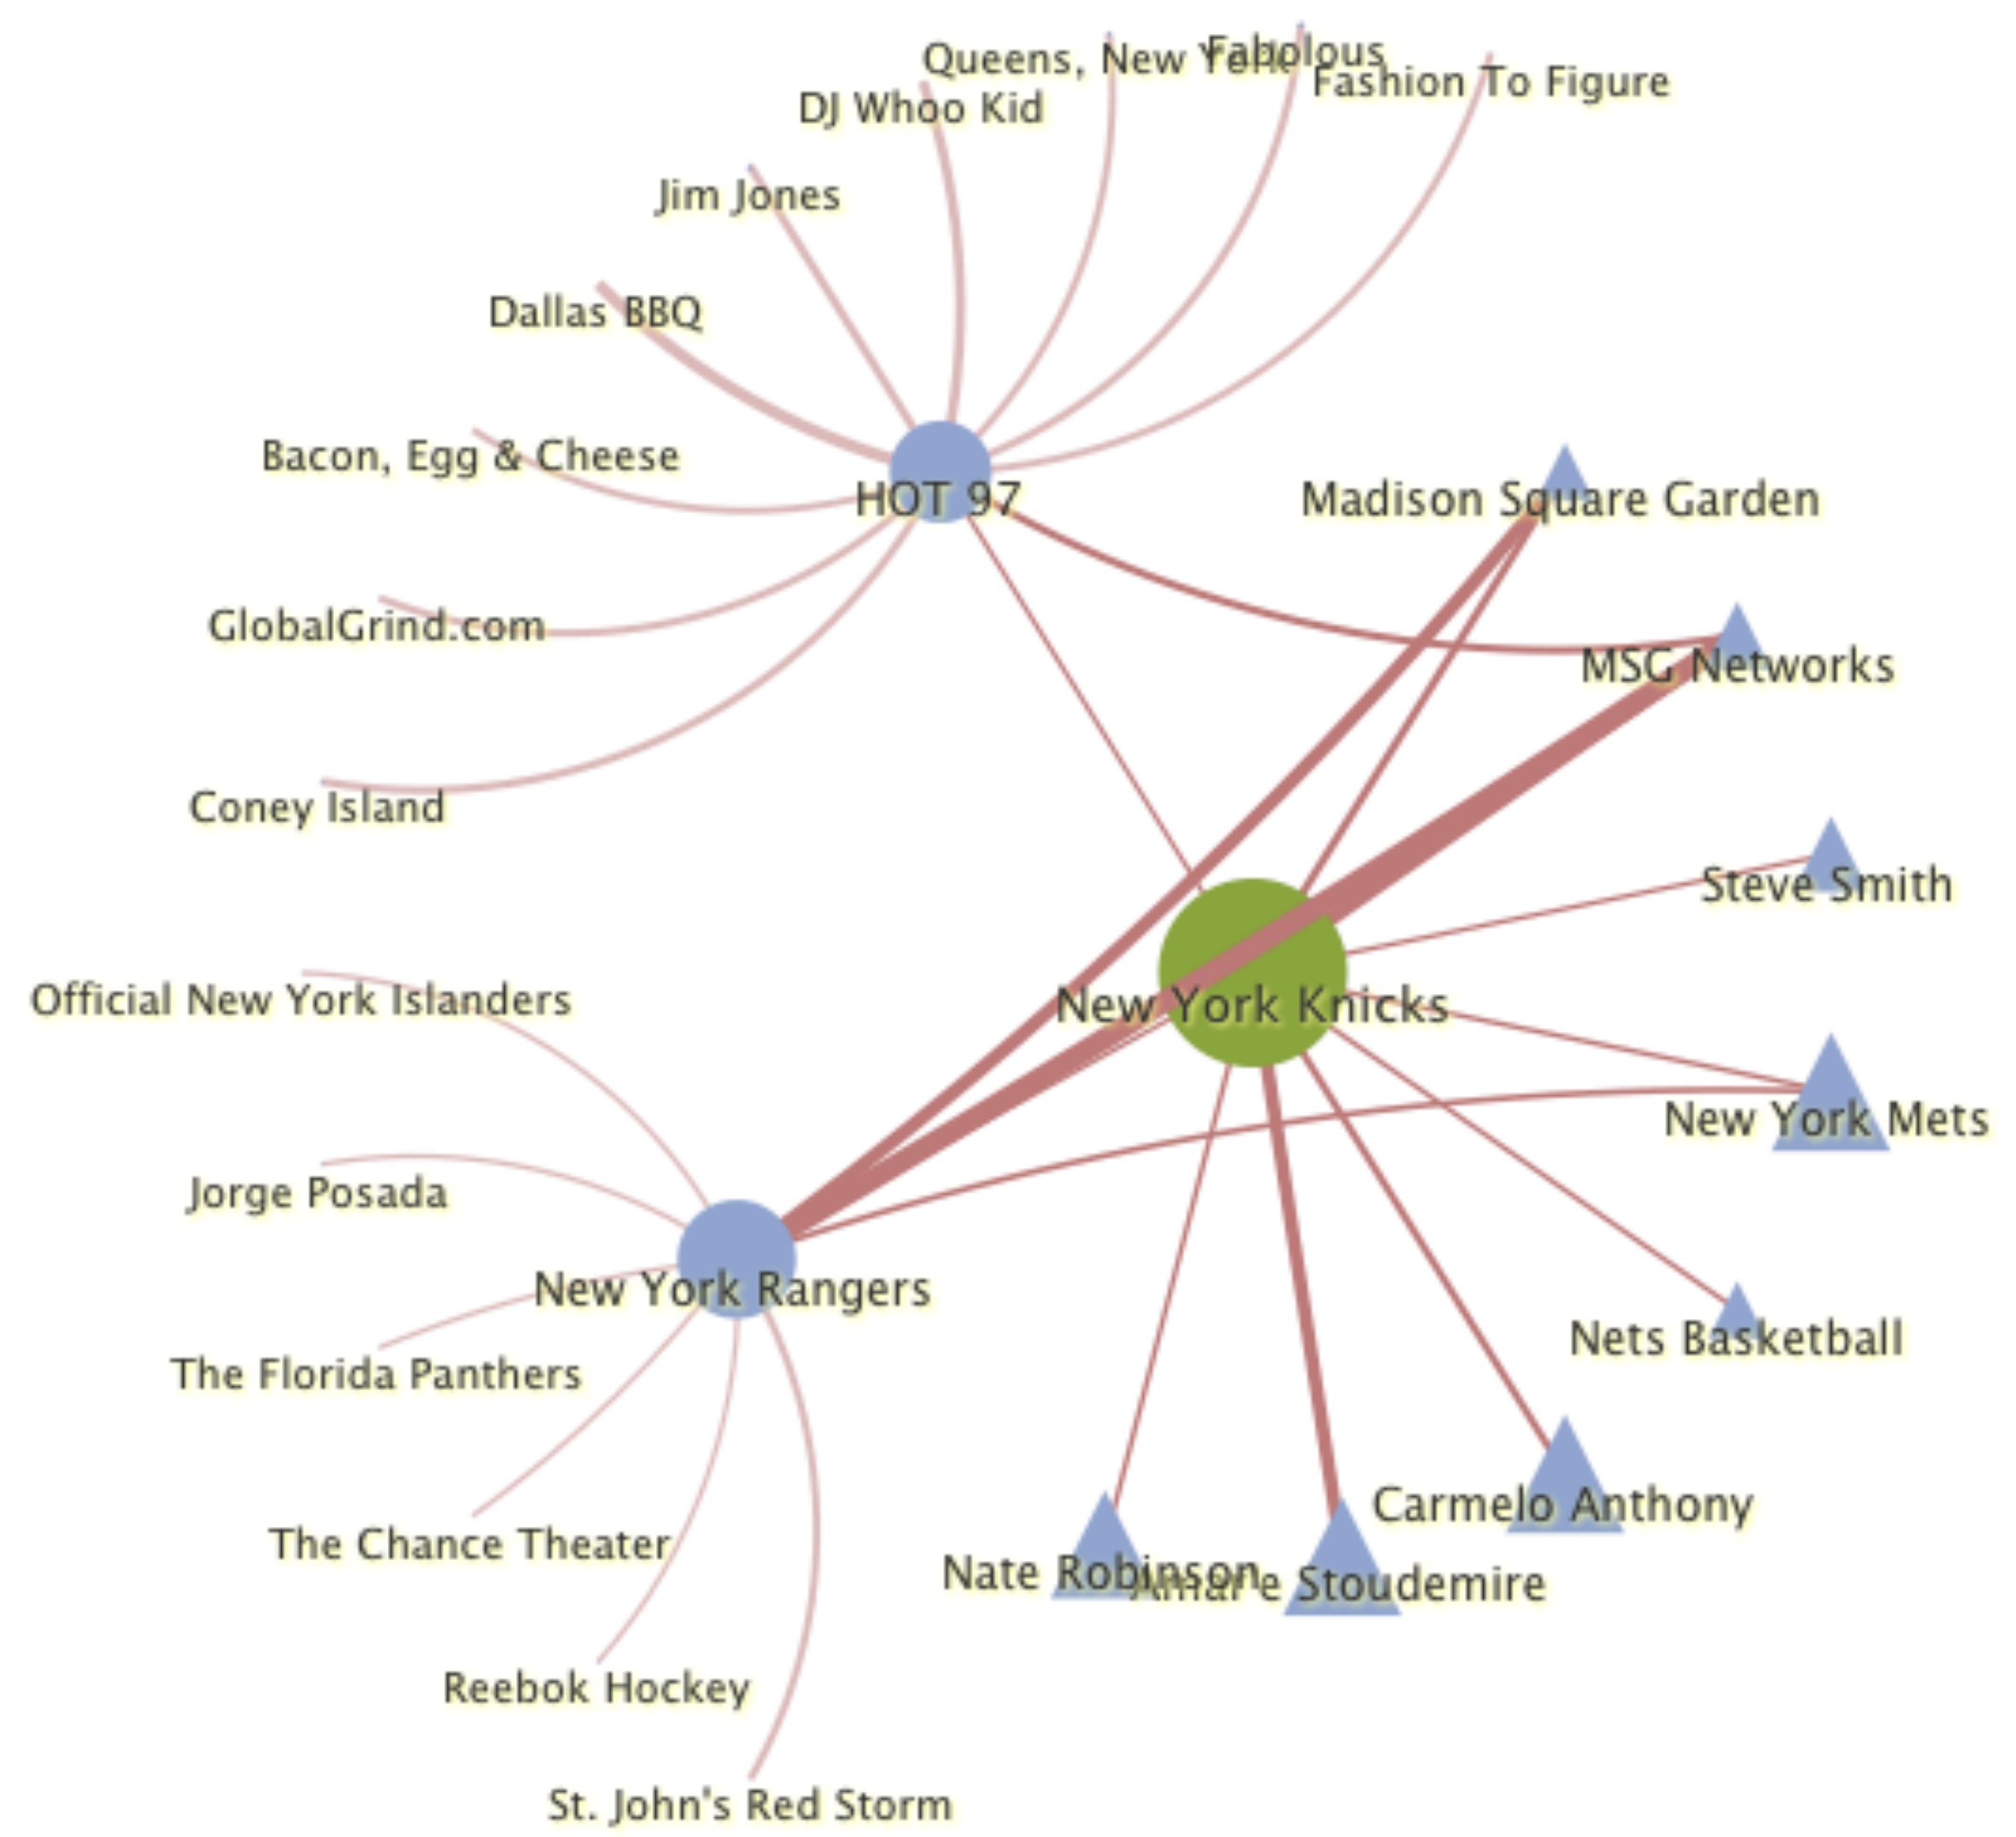 Queens, New York
Fabolous
Fashion To Figure
DJ Whoo Kid
Jim Jones
Dallas BBQ
Bacon, Egg & Cheese
HOT 97
Madison Square Garden
GlobalGrind.com
MSG Networks
Coney Island
Steve Smith
Official New York Islanders
New York Knicks
New York Mets
Jorge Posada
New York Rangers
Nets Basketball
The Florida Panthers
Carmelo Anthony
The Chance Theater
Nate Robinson
Stoudemire
Reebok Hockey
St. John's Red Storm